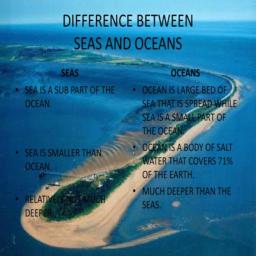 DIFFERENCE BETWEEN
SEAS AND OCEANS
SEAS
• SEA IS A SUB PART OF THE
OCEAN.
• SEA IS SMALLER THAN
OCEAN
• RELATIVELY NOT MUCH
DEEPER.
OCEANS
• OCEAN IS LARGE BED OF
SEA THAT IS SPREAD WHILE
SEA IS A SMALL PART OF
THE OCEAN.
• OCEAN IS A BODY OF SALT
WATER THAT COVERS 71%
OF THE EARTH.
• MUCH DEEPER THAN THE
SEAS.